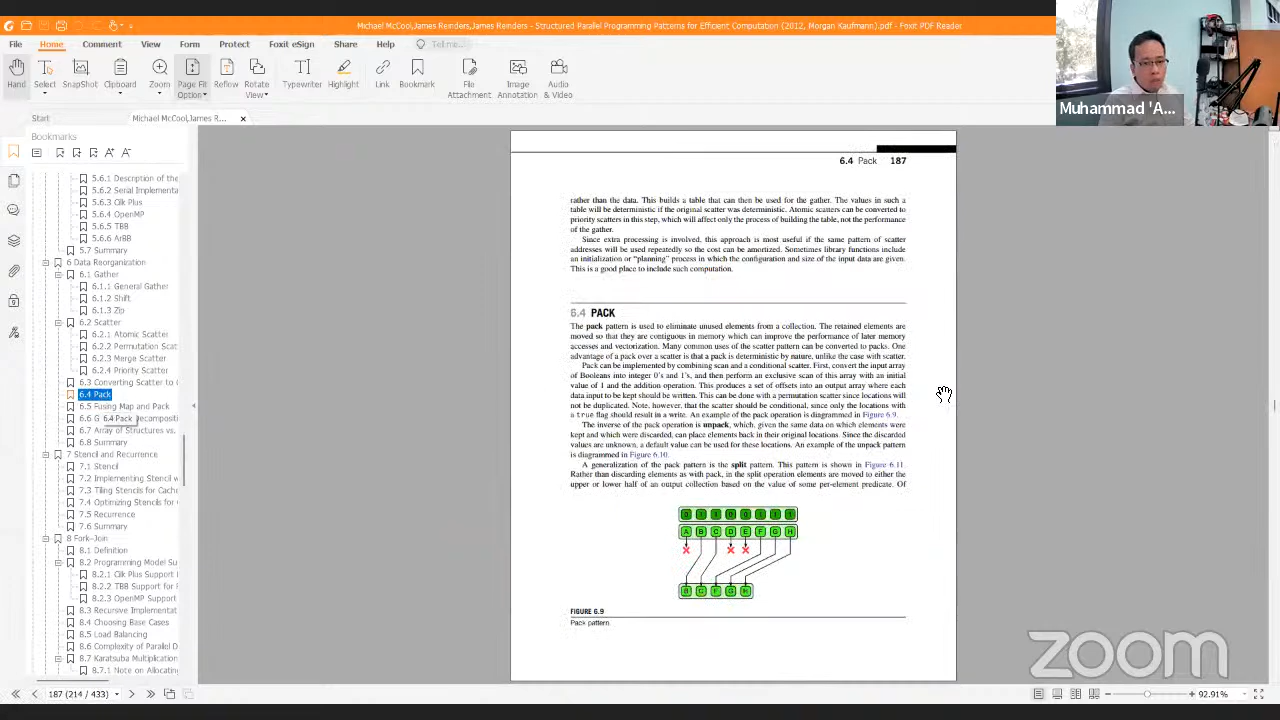 Michael McCool,James Reinders,James Reinders - Structured Parallel Programming Patterns for Efficient Computation (2012, Morgan Kaufmann).pdf - Foxit PDF Reader
File Home Comment View Form Protect Foxit eSign Share Help Tell me...
Hand Select SnapShot Clipboard Zoom Page Fit Option Reflow Rotate View Typewriter Highlight Link Bookmark File Attachment Image Annotation Audio & Video
Muhammad 'A...
Start Michael McCool,James R...
Bookmarks
5.6.1 Description of the
5.6.2 Serial Implementa
5.6.3 Cilk Plus
5.6.4 OpenMP
5.6.5 TBB
5.6.6 ArBB
5.7 Summary
6 Data Reorganization
6.1 Gather
6.1.1 General Gather
6.1.2 Shift
6.1.3 Zip
6.2 Scatter
6.2.1 Atomic Scatter
6.2.2 Permutation Scat
6.2.3 Merge Scatter
6.2.4 Priority Scatter
6.3 Converting Scatter to
6.4 Pack
6.5 Fusing Map and Pack
6.6 G 6.4 Pack ecompositi
6.7 Array of Structures vs.
6.8 Summary
7 Stencil and Recurrence
7.1 Stencil
7.2 Implementing Stencil w
7.3 Tiling Stencils for Cache
7.4 Optimizing Stencils for
7.5 Recurrence
7.6 Summary
8 Fork-Join
8.1 Definition
8.2 Programming Model Su
8.2.1 Cilk Plus Support
8.2.2 TBB Support for
8.2.3 OpenMP Support
8.3 Recursive Implementat
8.4 Choosing Base Cases
8.5 Load Balancing
8.6 Complexity of Parallel D
8.7 Karatsuba Multiplication
8.7.1 Note on Allocating
6.4 Pack 187
rather than the data. This builds a table that can then be used for the gather. The values in such a
table will be deterministic if the original scatter was deterministic. Atomic scatters can be converted to
priority scatters in this step, which will affect only the process of building the table, not the performance
of the gather.
Since extra processing is involved, this approach is most useful if the same pattern of scatter
addresses will be used repeatedly so the cost can be amortized. Sometimes library functions include
an initialization or "planning" process in which the configuration and size of the input data are given.
This is a good place to include such computation.
6.4 PACK
The pack pattern is used to eliminate unused elements from a collection. The retained elements are
moved so that they are contiguous in memory which can improve the performance of later memory
accesses and vectorization. Many common uses of the scatter pattern can be converted to packs. One
advantage of a pack over a scatter is that a pack is deterministic by nature, unlike the case with scatter.
Pack can be implemented by combining scan and a conditional scatter. First, convert the input array
of Booleans into integer 0's and 1's, and then perform an exclusive scan of this array with an initial
value of 1 and the addition operation. This produces a set of offsets into an output array where each
data input to be kept should be written. This can be done with a permutation scatter since locations will
not be duplicated. Note, however, that the scatter should be conditional, since only the locations with
a true flag should result in a write. An example of the pack operation is diagrammed in Figure 6.9.
The inverse of the pack operation is unpack, which, given the same data on which elements were
kept and which were discarded, can place elements back in their original locations. Since the discarded
values are unknown, a default value can be used for these locations. An example of the unpack pattern
is diagrammed in Figure 6.10.
A generalization of the pack pattern is the split pattern. This pattern is shown in Figure 6.11.
Rather than discarding elements as with pack, in the split operation elements are moved to either the
upper or lower half of an output collection based on the value of some per-element predicate. Of
0 1 1 0 0 1 1 1
A B C D E F G H
B C F G H
FIGURE 6.9
Pack pattern.
zoom
187 (214 / 433) 92.91%